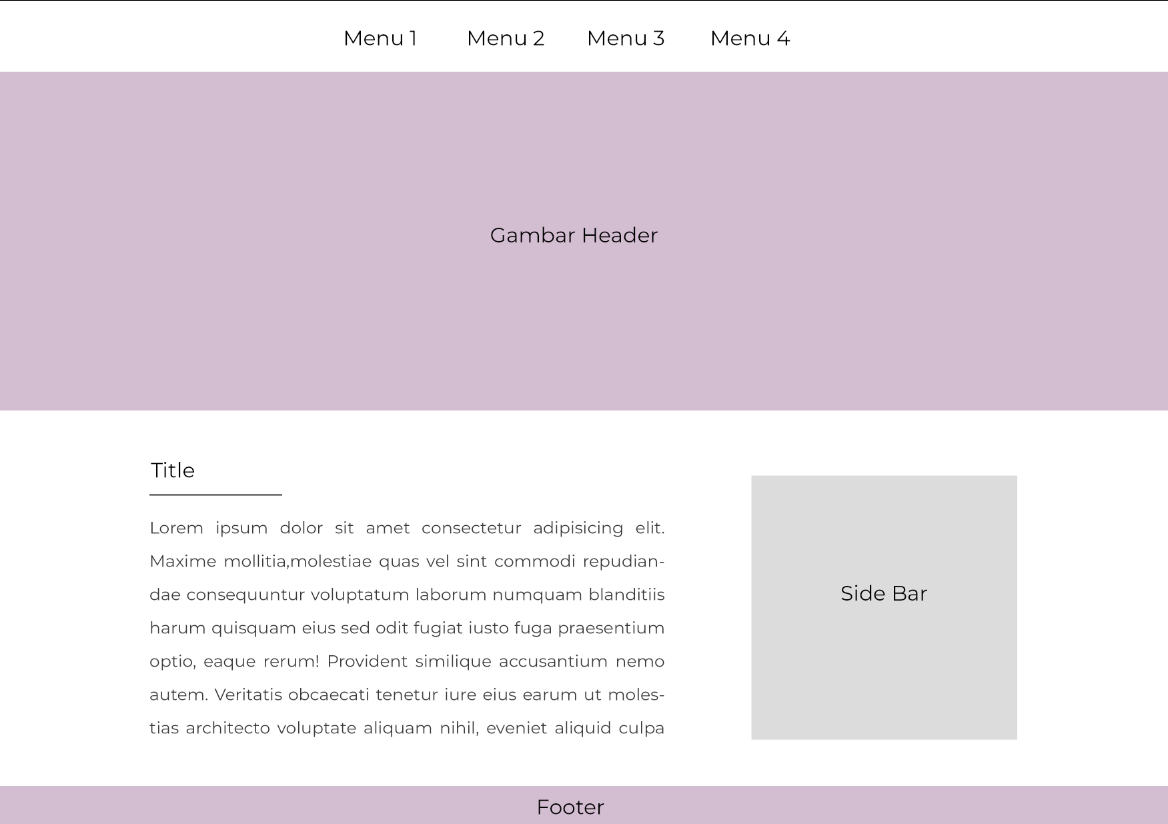 Menu 1 Menu 2 Menu 3 Menu 4
Gambar Header
Title
Lorem ipsum dolor sit amet consectetur adipisicing elit.
Maxime mollitia,molestiae quas vel sint commodi repudian-
dae consequuntur voluptatum laborum numquam blanditiis
harum quisquam eius sed odit fugiat iusto fuga praesentium
optio, eaque rerum! Provident similique accusantium nemo
autem. Veritatis obcaecati tenetur iure eius earum ut moles-
tias architecto voluptate aliquam nihil, eveniet aliquid culpa
Side Bar
Footer